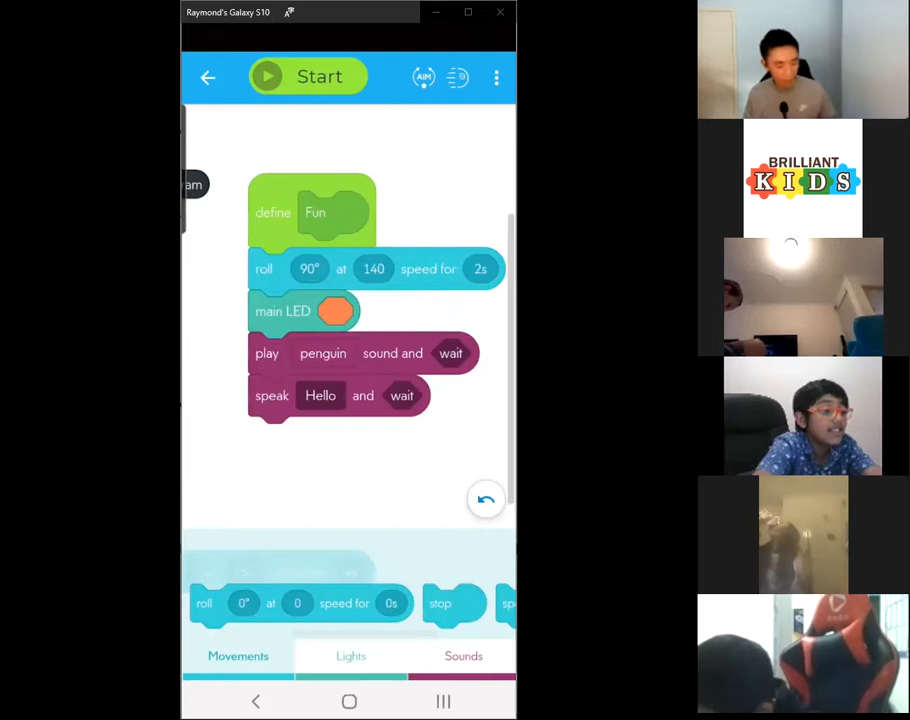 Raymond's Galaxy S10
Start
AIM
am
define Fun
roll 90° at 140 speed for 2s
main LED
play penguin sound and wait
speak Hello and wait
roll 0° at 0 speed for 0s
stop
sp
Movements Lights Sounds
BRILLIANT
KIDS